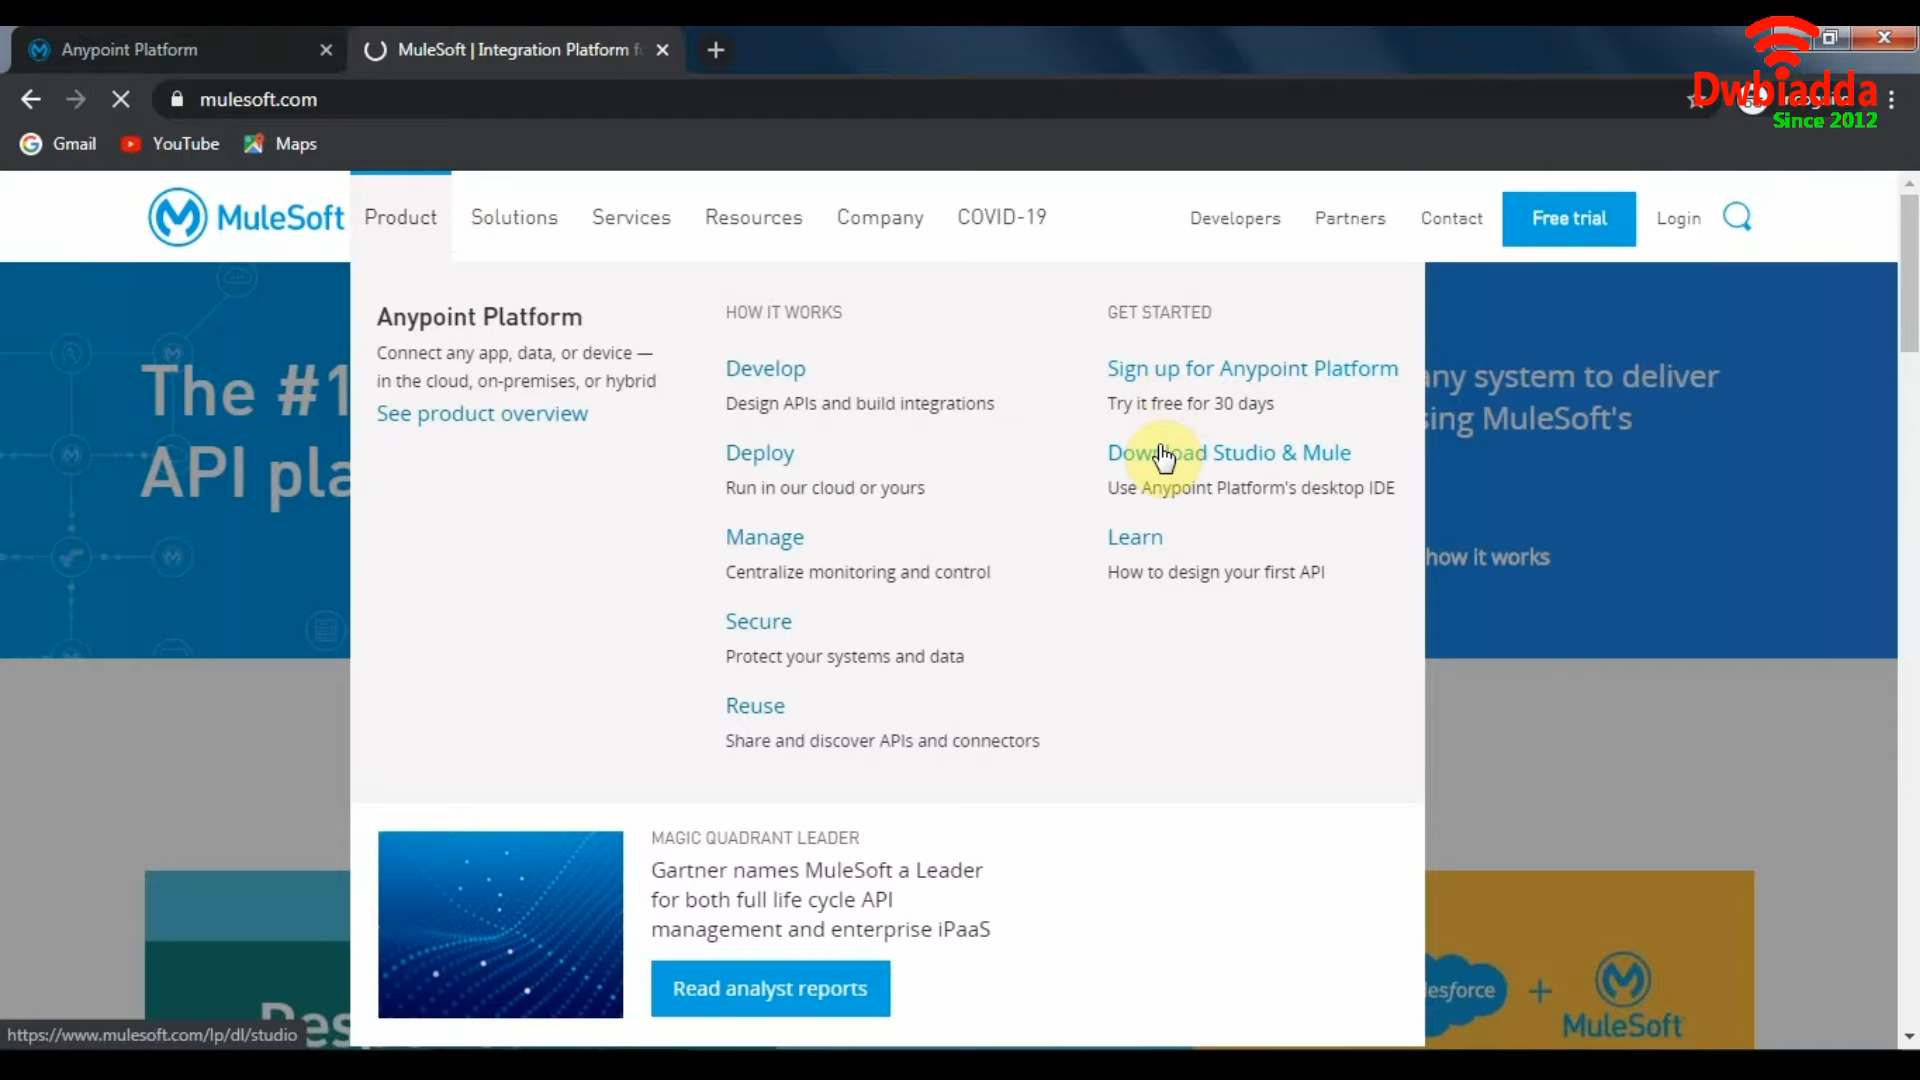 Anypoint Platform
MuleSoft | Integration Platform f
Dwbiadda
Since 2012
mulesoft.com
Gmail
YouTube
Maps
MuleSoft
Product
Solutions
Services
Resources
Company
COVID-19
Developers
Partners
Contact
Free trial
Login
The #1
API pla
any system to deliver
sing MuleSoft's
how it works
Anypoint Platform
Connect any app, data, or device —
in the cloud, on-premises, or hybrid
See product overview
HOW IT WORKS
Develop
Design APIs and build integrations
Deploy
Run in our cloud or yours
Manage
Centralize monitoring and control
Secure
Protect your systems and data
Reuse
Share and discover APIs and connectors
GET STARTED
Sign up for Anypoint Platform
Try it free for 30 days
Download Studio & Mule
Use Anypoint Platform's desktop IDE
Learn
How to design your first API
MAGIC QUADRANT LEADER
Gartner names MuleSoft a Leader
for both full life cycle API
management and enterprise iPaaS
Read analyst reports
esforce
+
MuleSoft
https://www.mulesoft.com/lp/dl/studio